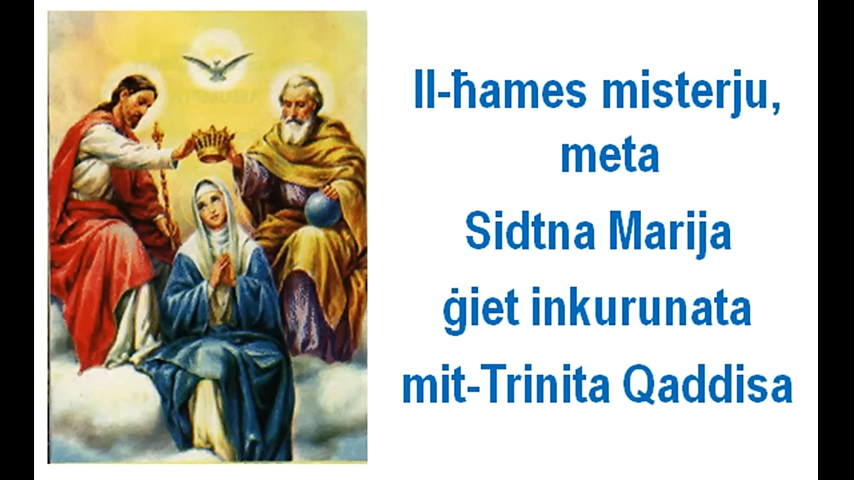 Il-ħames misterju,
meta
Sidtna Marija
ġiet inkurunata
mit-Trinita Qaddisa